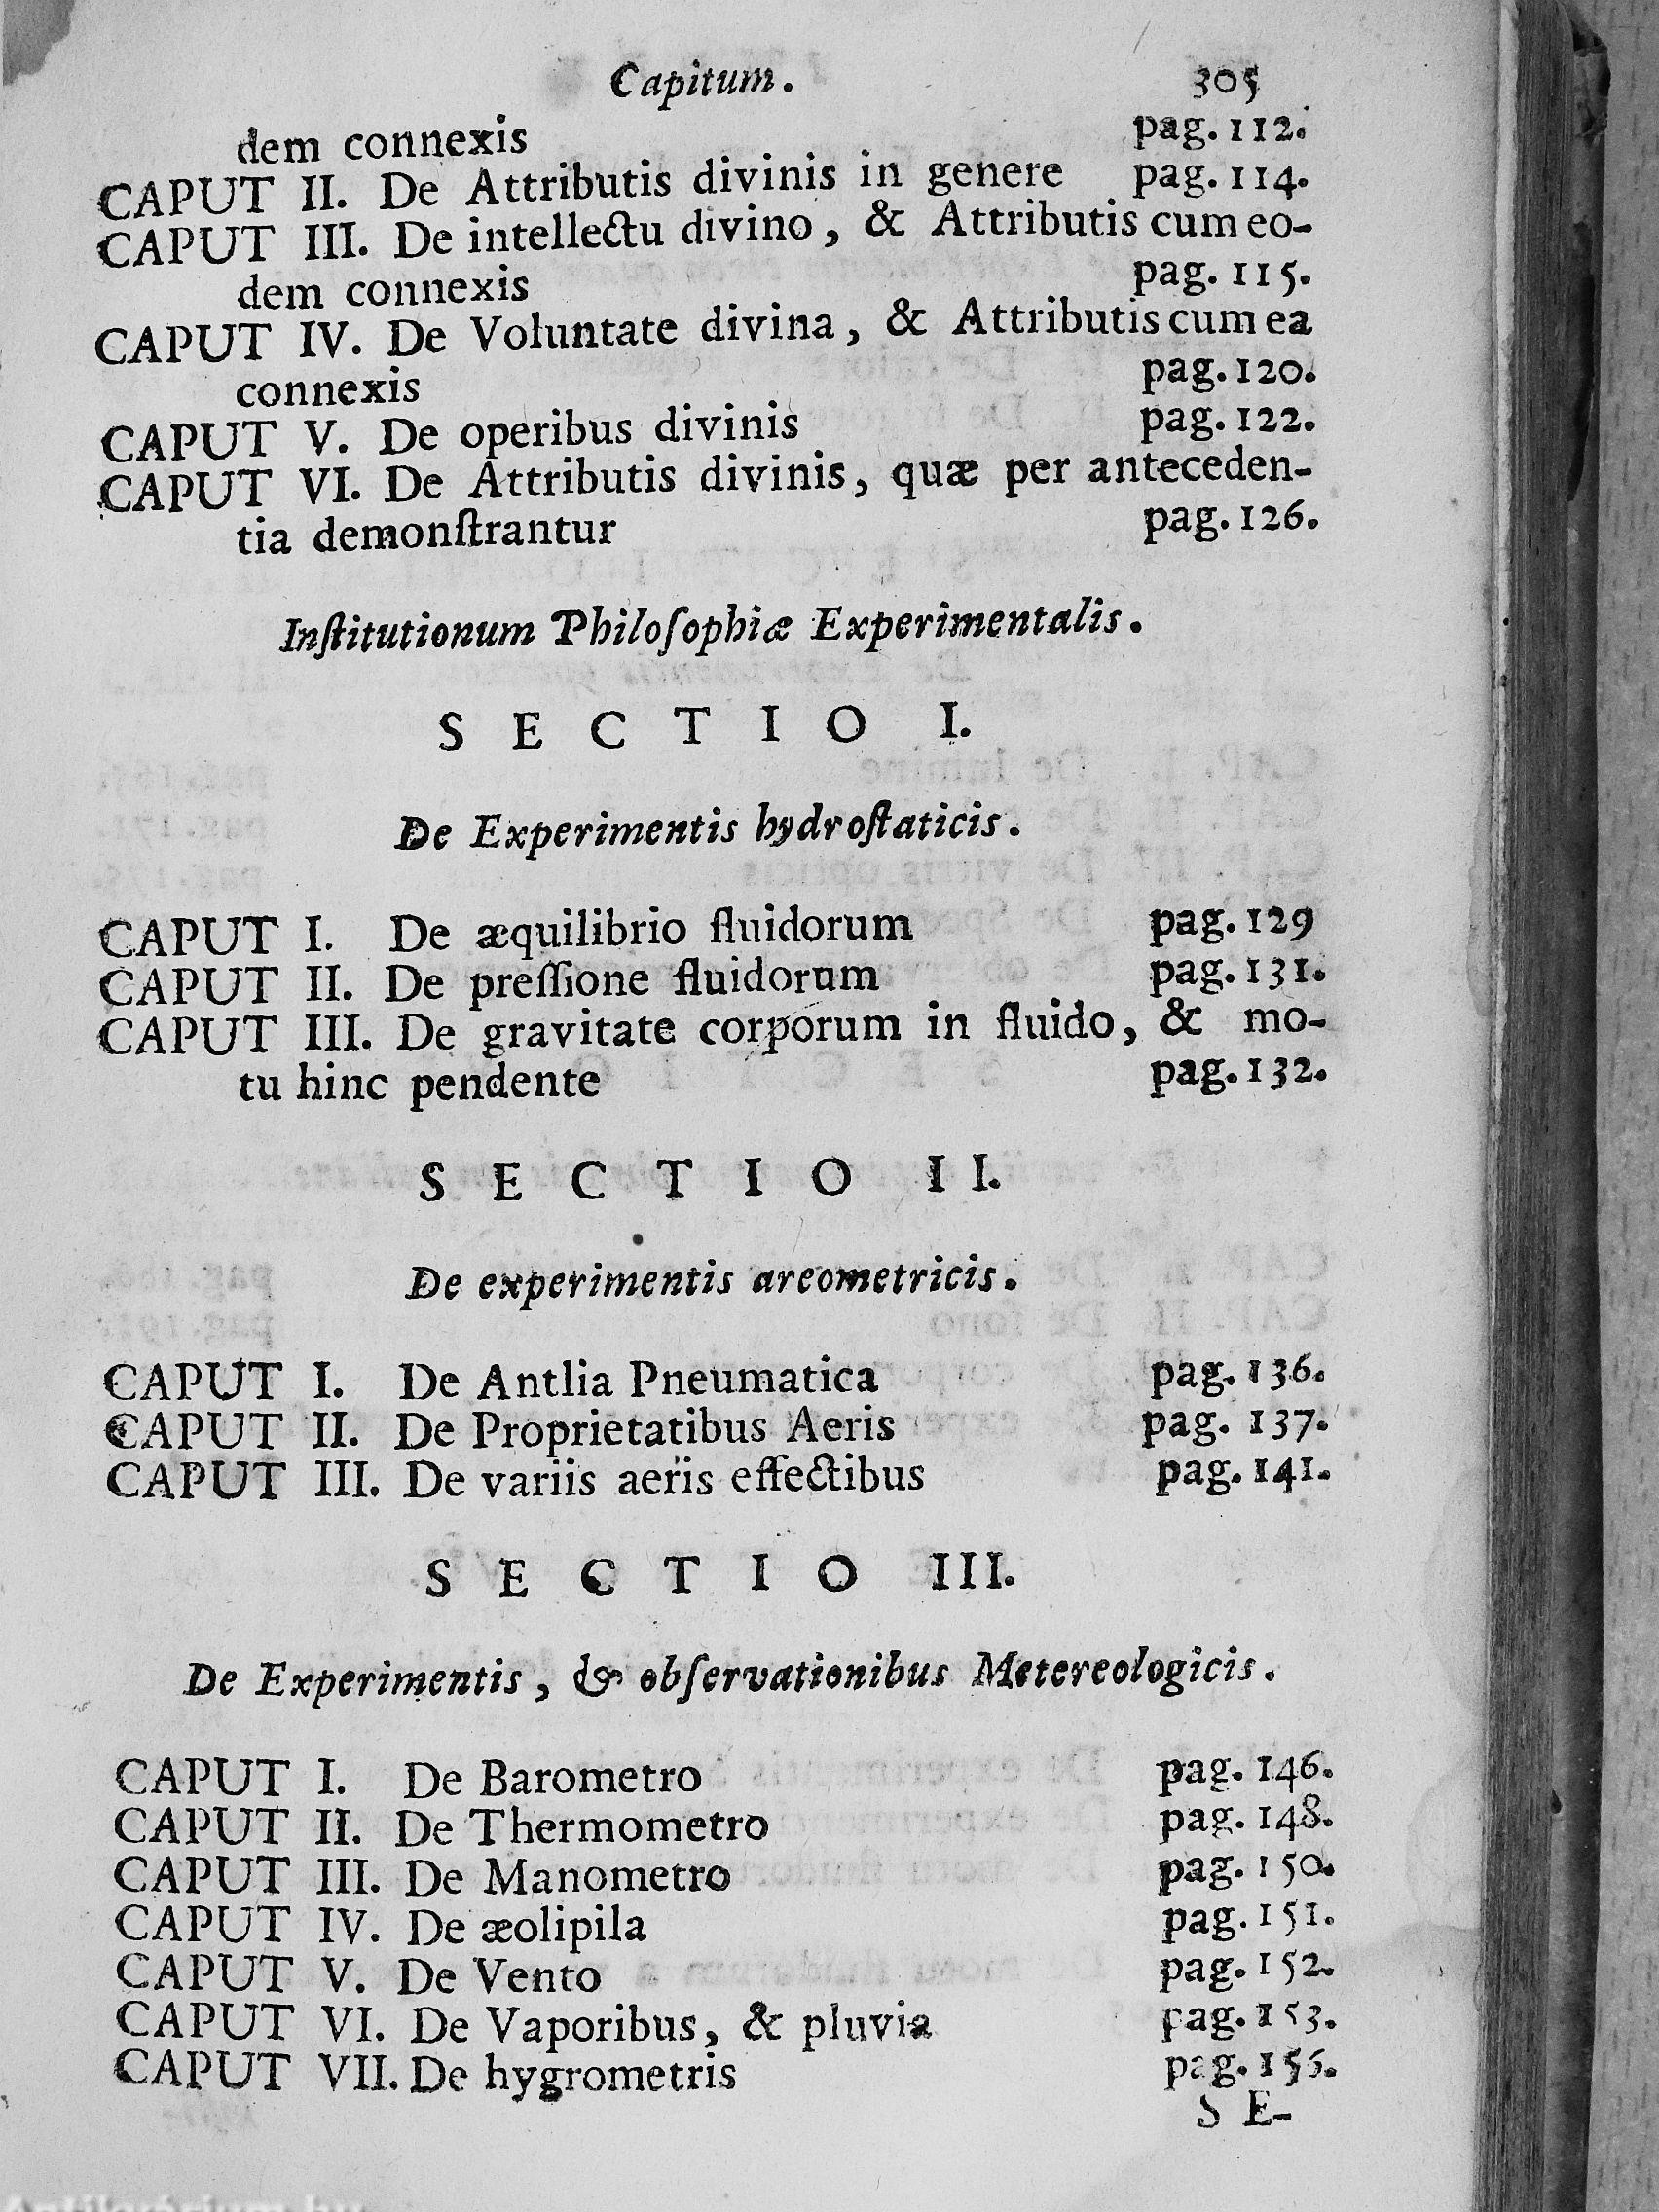 Capitum. 305
dem connexis pag. 112.
CAPUT II. De Attributis divinis in genere pag. 114.
CAPUT III. De intellectu divino, & Attributis cum eo-
dem connexis pag. 115.
CAPUT IV. De Voluntate divina, & Attributis cum ea
connexis pag. 120.
CAPUT V. De operibus divinis pag. 122.
CAPUT VI. De Attributis divinis, quæ per anteceden-
tia demonſtrantur pag. 126.
Inſtitutionum Philoſophiæ Experimentalis.
SECTIO I.
De Experimentis hydroſtaticis.
CAPUT I. De æquilibrio fluidorum pag. 129
CAPUT II. De preſſione fluidorum pag. 131.
CAPUT III. De gravitate corporum in fluido, & mo-
tu hinc pendente pag. 132.
SECTIO II.
De experimentis areometricis.
CAPUT I. De Antlia Pneumatica pag. 136.
CAPUT II. De Proprietatibus Aeris pag. 137.
CAPUT III. De variis aeris effectibus pag. 141.
SECTIO III.
De Experimentis, & obſervationibus Metereologicis.
CAPUT I. De Barometro pag. 146.
CAPUT II. De Thermometro pag. 148.
CAPUT III. De Manometro pag. 150.
CAPUT IV. De æolipila pag. 151.
CAPUT V. De Vento pag. 152.
CAPUT VI. De Vaporibus, & pluvia pag. 153.
CAPUT VII. De hygrometris pag. 156.
SE-